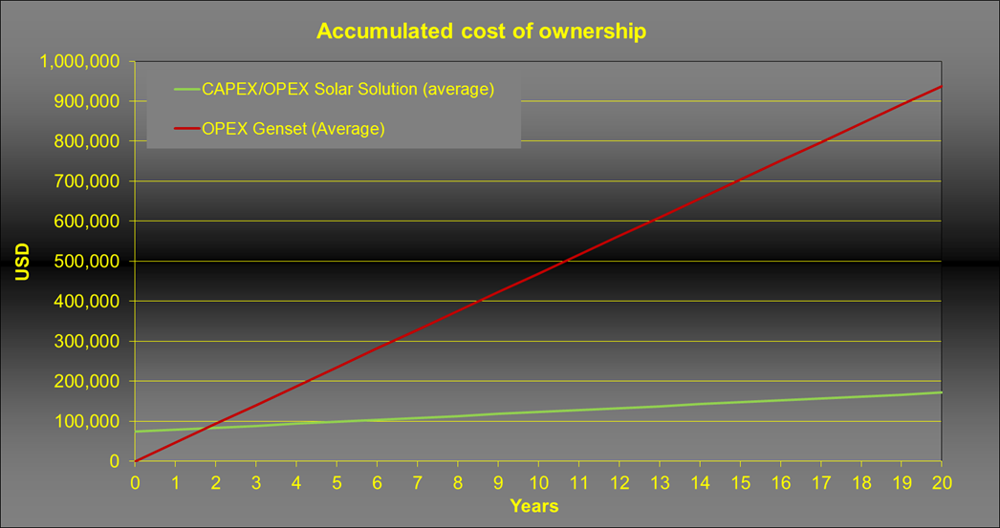 Accumulated cost of ownership
1,000,000
900,000
800,000
700,000
600,000
500,000
400,000
300,000
200,000
100,000
0
USD
CAPEX/OPEX Solar Solution (average)
OPEX Genset (Average)
0 1 2 3 4 5 6 7 8 9 10 11 12 13 14 15 16 17 18 19 20
Years